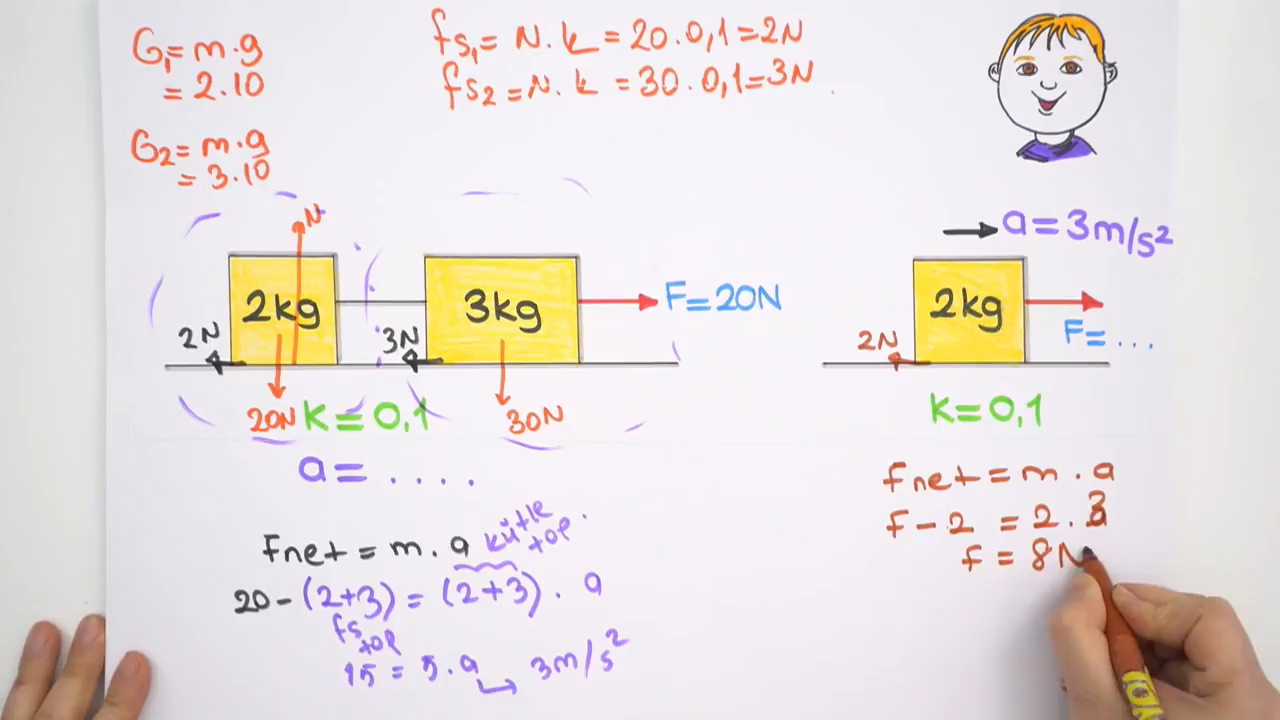 G₁ = m.g
= 2.10
G₂ = m.g
= 3.10
fs₁ = N.k = 20.0,1 = 2N
fs₂ = N.k = 30.0,1 = 3N
N
2kg
3kg
F=20N
2N
3N
20N
30N
k=0,1
a= ....
Fnet = m.a
kütle top.
20-(2+3) = (2+3).a
fs top
15 = 5.a
3m/s²
a=3m/s²
2kg
2N
F=...
k=0,1
Fnet = m.a
F-2 = 2.3
F = 8N